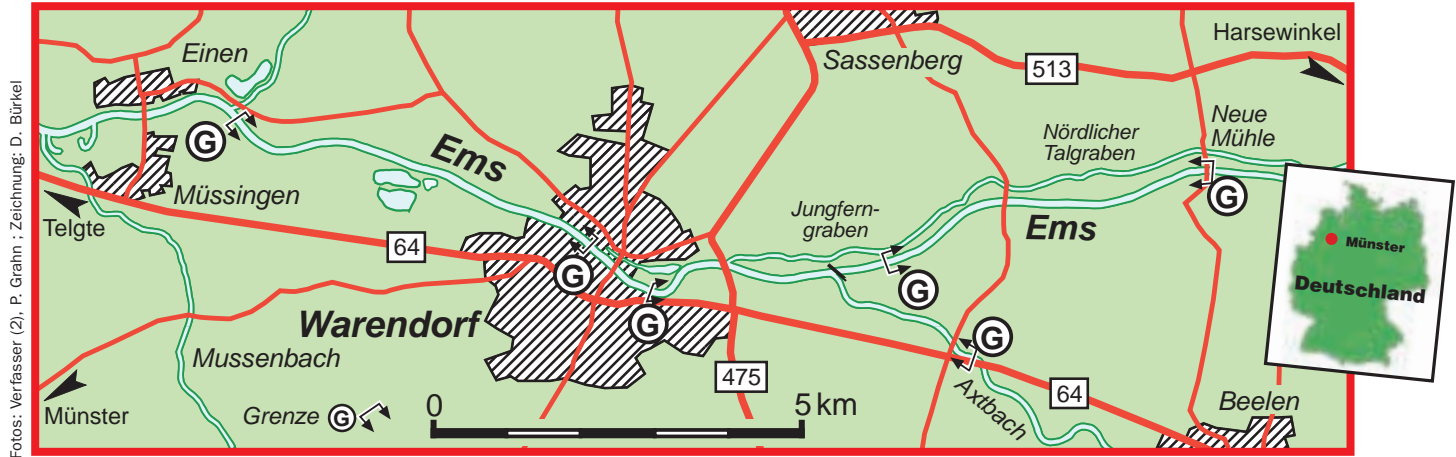 Fotos: Verfasser (2), P. Grahn ; Zeichnung: D. Bürkel
Einen
Sassenberg
513
Harsewinkel
G
Ems
Nördlicher
Talgraben
Neue
Mühle
Müssingen
G
Telgte
64
Jungfern-
graben
Ems
Münster
Deutschland
G
G
Warendorf
G
G
Mussenbach
475
Axtbach
64
Beelen
Münster
Grenze G
0 5 km